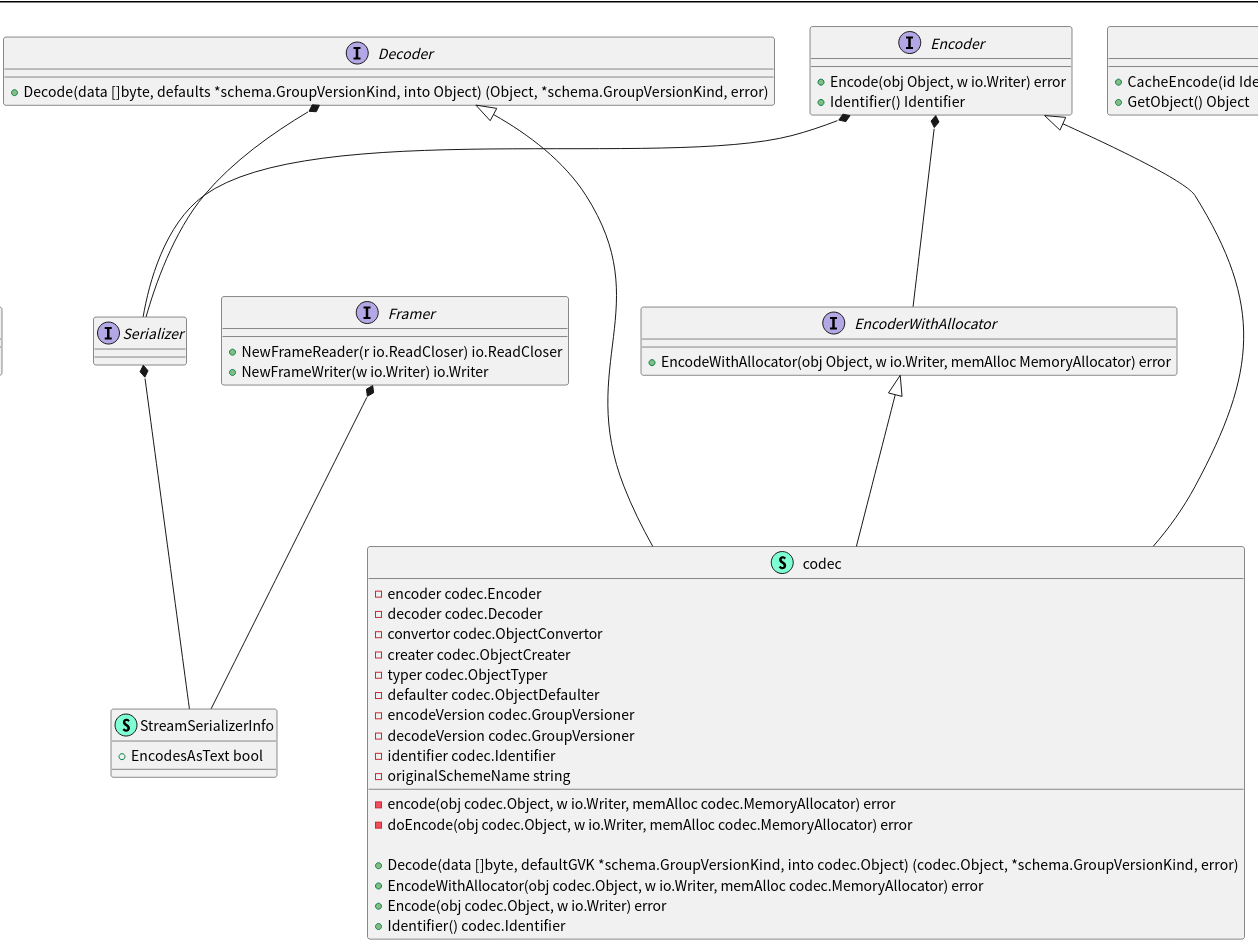 I Decoder
Decode(data []byte, defaults *schema.GroupVersionKind, into Object) (Object, *schema.GroupVersionKind, error)
I Encoder
Encode(obj Object, w io.Writer) error
Identifier() Identifier
CacheEncode(id Ide
GetObject() Object
I Serializer
I Framer
NewFrameReader(r io.ReadCloser) io.ReadCloser
NewFrameWriter(w io.Writer) io.Writer
I EncoderWithAllocator
EncodeWithAllocator(obj Object, w io.Writer, memAlloc MemoryAllocator) error
S StreamSerializerInfo
EncodesAsText bool
S codec
encoder codec.Encoder
decoder codec.Decoder
convertor codec.ObjectConvertor
creater codec.ObjectCreater
typer codec.ObjectTyper
defaulter codec.ObjectDefaulter
encodeVersion codec.GroupVersioner
decodeVersion codec.GroupVersioner
identifier codec.Identifier
originalSchemeName string
encode(obj codec.Object, w io.Writer, memAlloc codec.MemoryAllocator) error
doEncode(obj codec.Object, w io.Writer, memAlloc codec.MemoryAllocator) error
Decode(data []byte, defaultGVK *schema.GroupVersionKind, into codec.Object) (codec.Object, *schema.GroupVersionKind, error)
EncodeWithAllocator(obj codec.Object, w io.Writer, memAlloc codec.MemoryAllocator) error
Encode(obj codec.Object, w io.Writer) error
Identifier() codec.Identifier